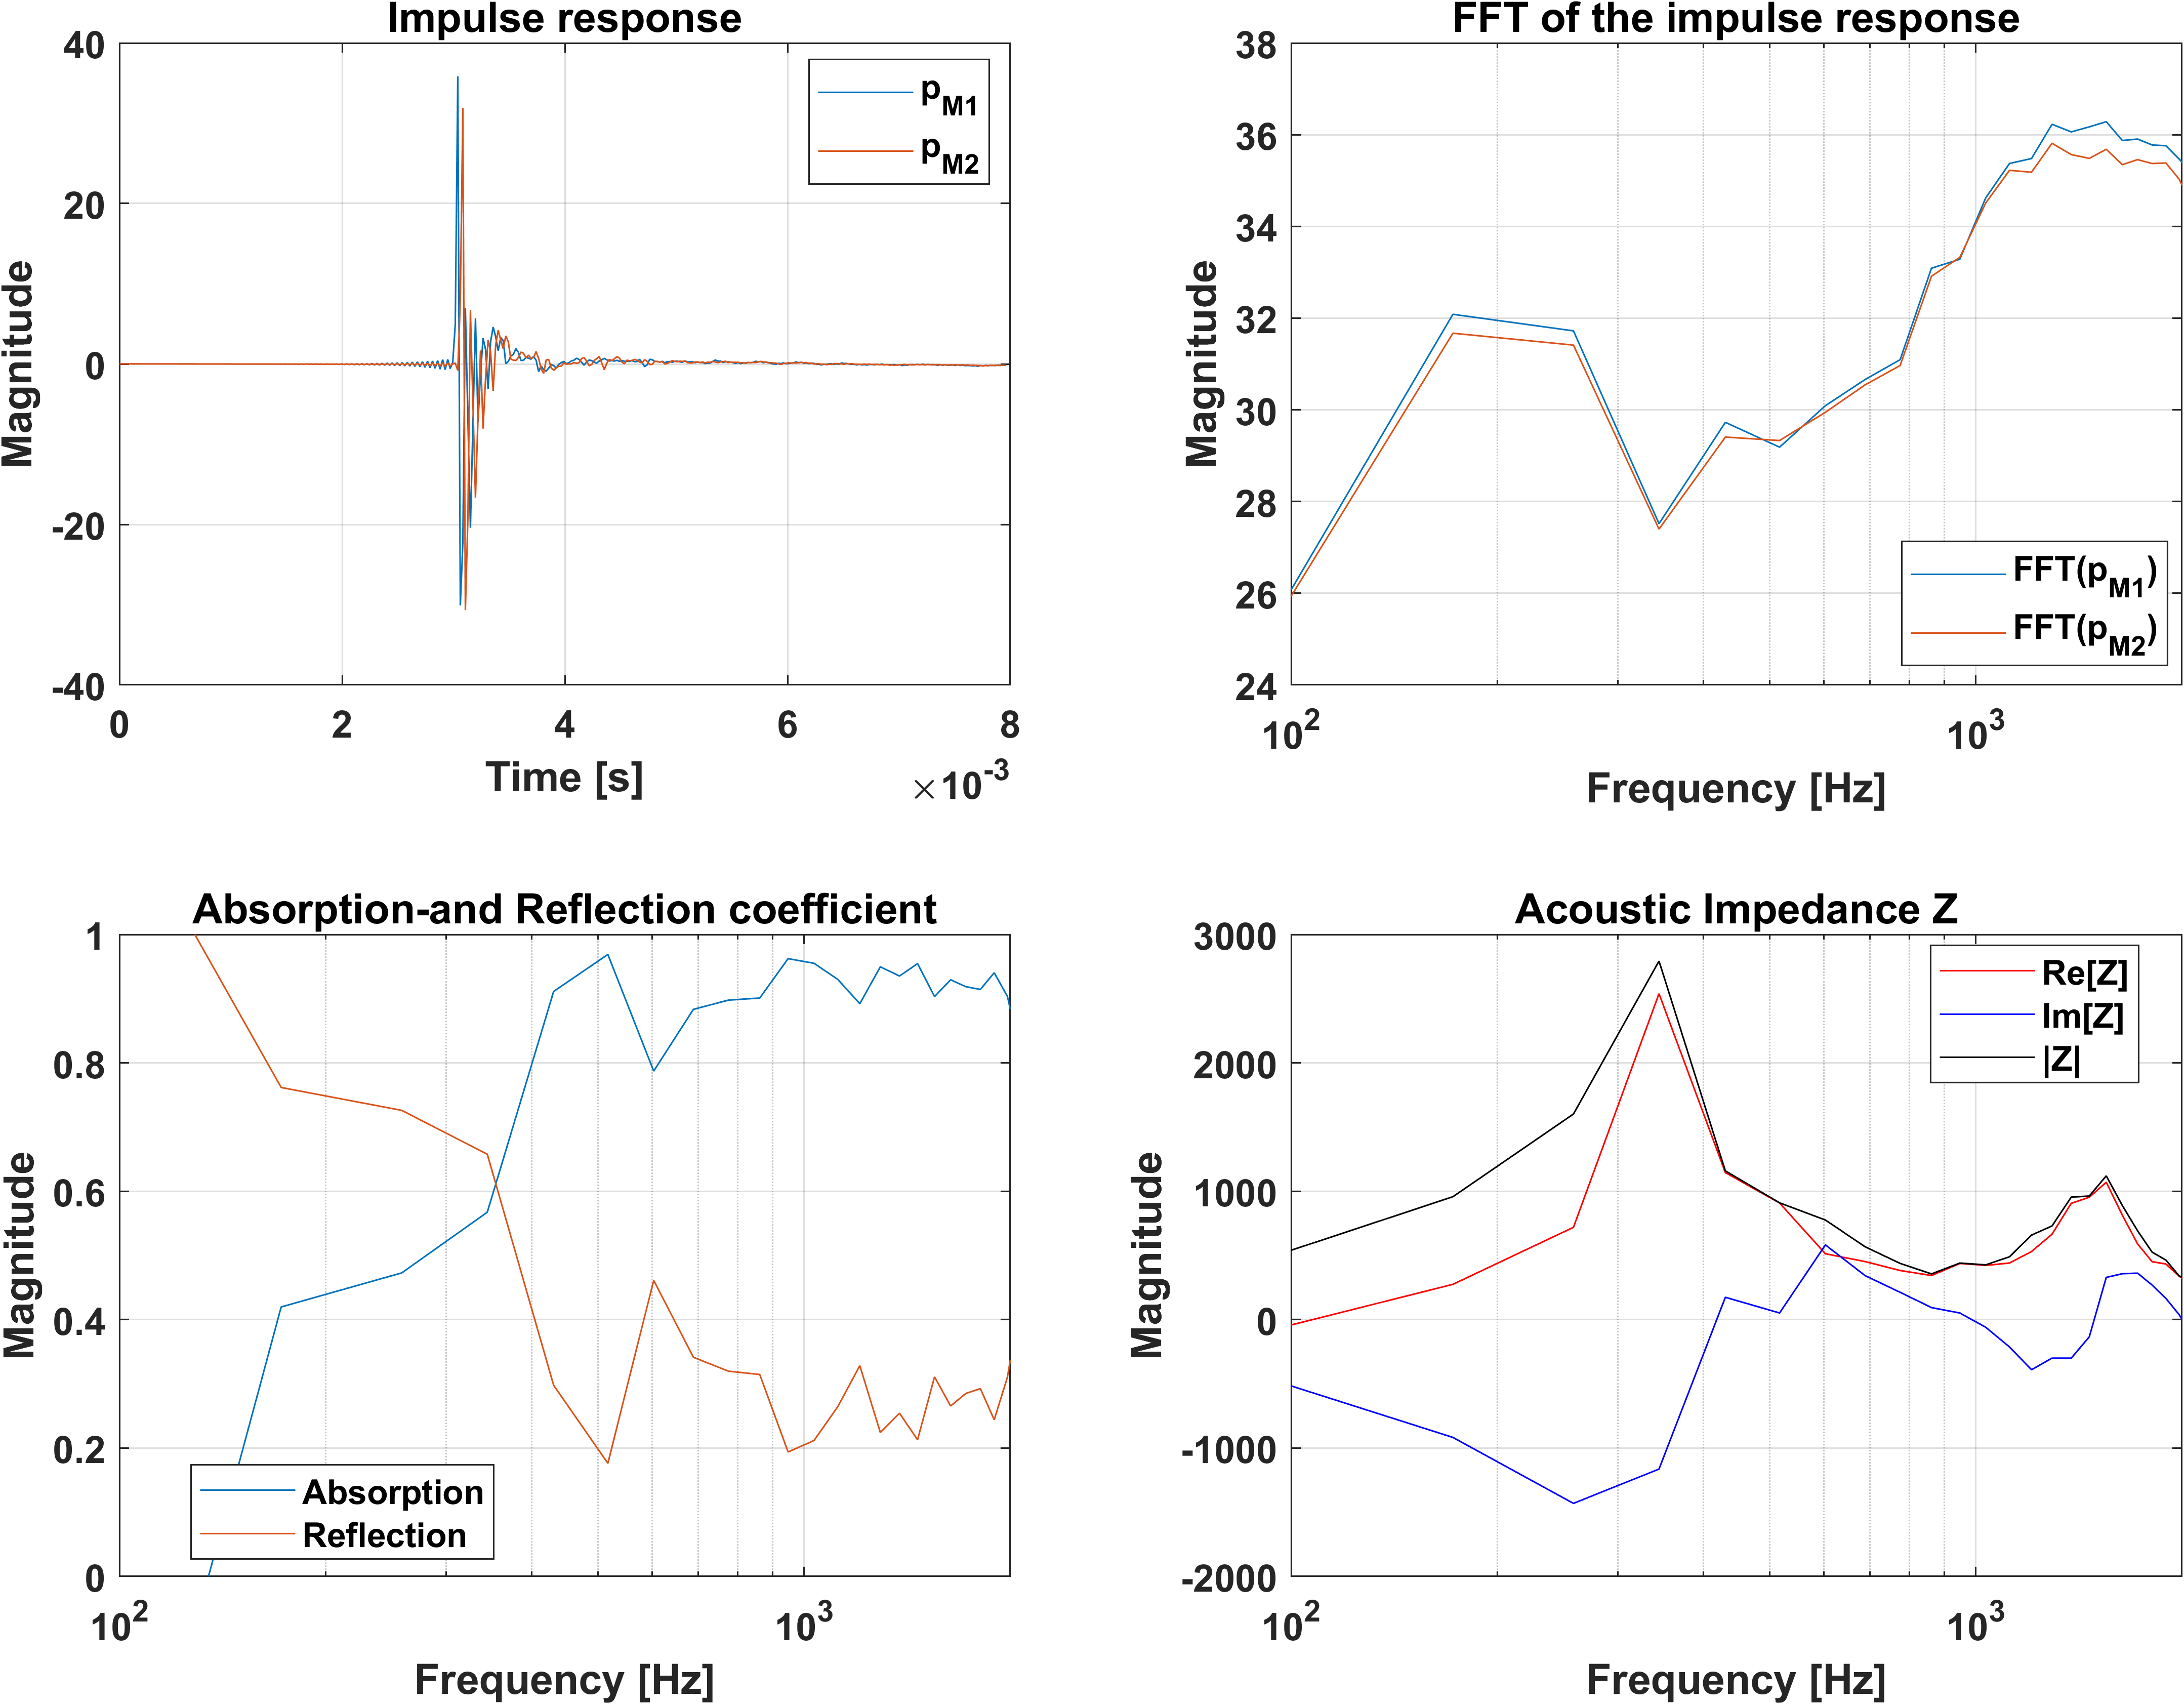 Impulse response
40
20
0
-20
-40
Magnitude
0 2 4 6 8
Time [s]
×10^-3
p_M1
p_M2
FFT of the impulse response
38
36
34
32
30
28
26
24
Magnitude
10^2 10^3
Frequency [Hz]
FFT(p_M1)
FFT(p_M2)
Absorption-and Reflection coefficient
1
0.8
0.6
0.4
0.2
0
Magnitude
10^2 10^3
Frequency [Hz]
Absorption
Reflection
Acoustic Impedance Z
3000
2000
1000
0
-1000
-2000
Magnitude
10^2 10^3
Frequency [Hz]
Re[Z]
Im[Z]
|Z|